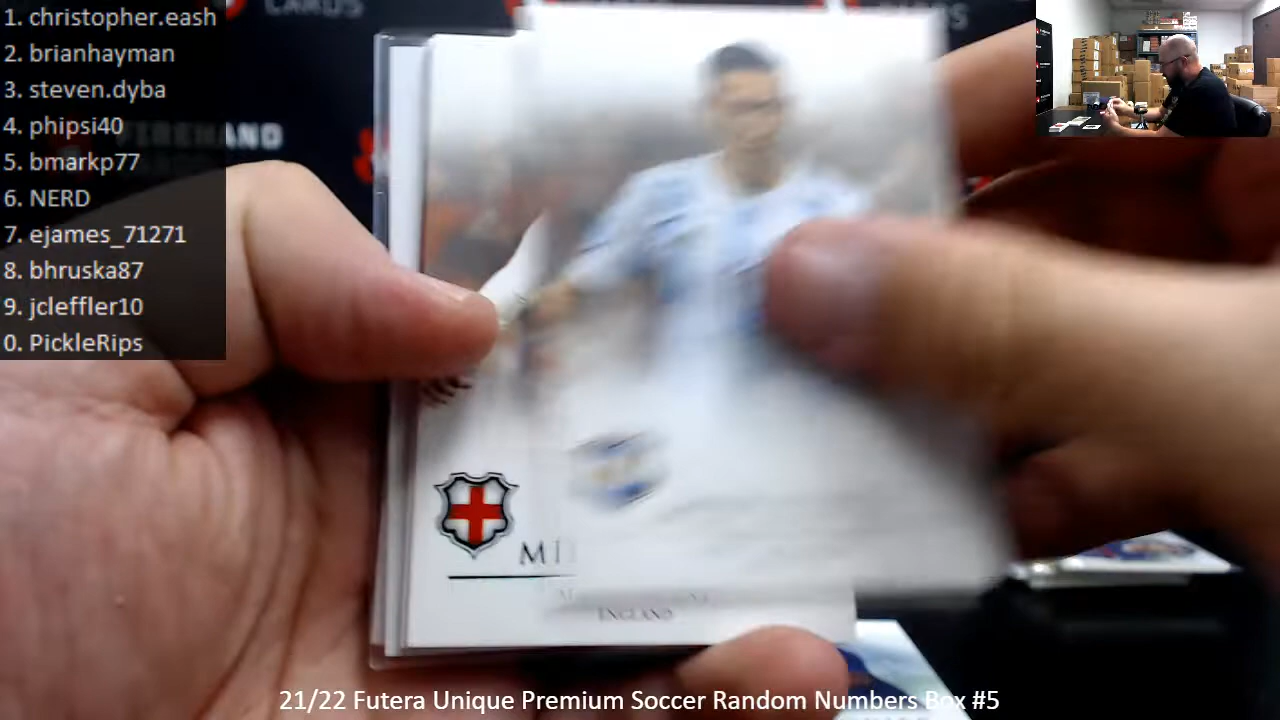 1. christopher.eash
2. brianhayman
3. steven.dyba
4. phipsi40
5. bmarkp77
6. NERD
7. ejames_71271
8. bhruska87
9. jcleffler10
0. PickleRips
CARDS
ENGLAND
21/22 Futera Unique Premium Soccer Random Numbers Box #5